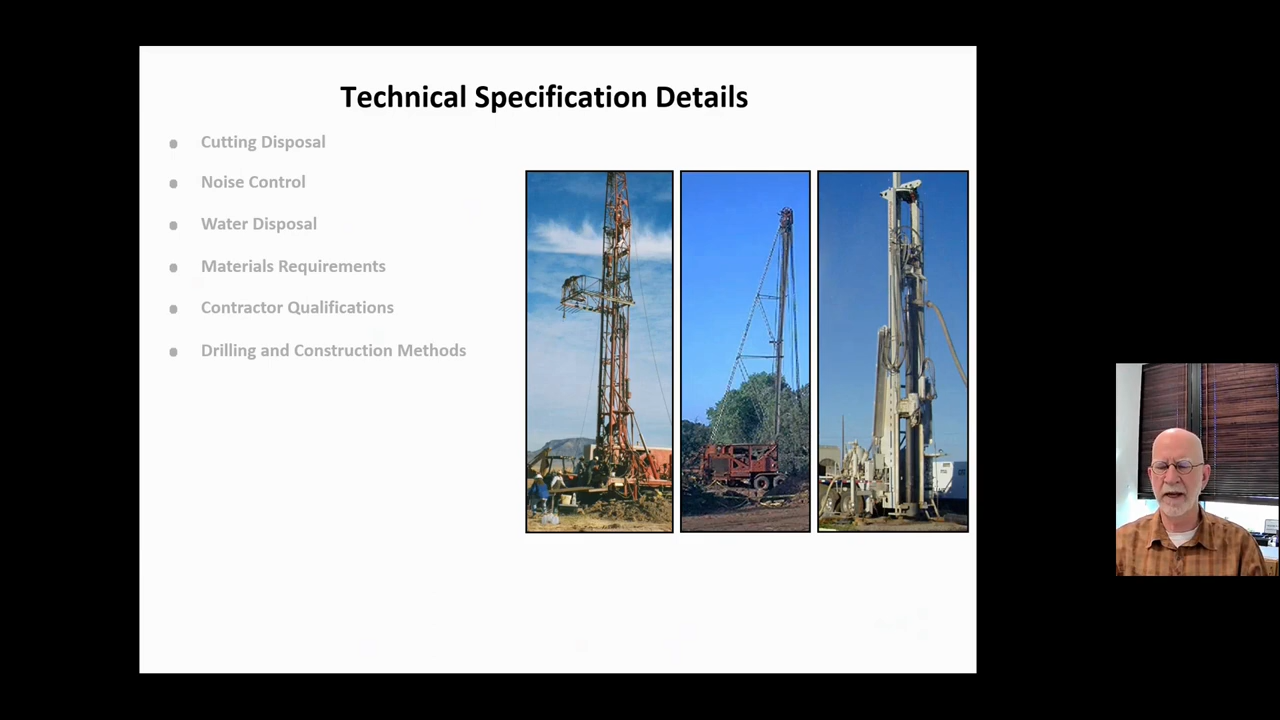 Technical Specification Details
Cutting Disposal
Noise Control
Water Disposal
Materials Requirements
Contractor Qualifications
Drilling and Construction Methods